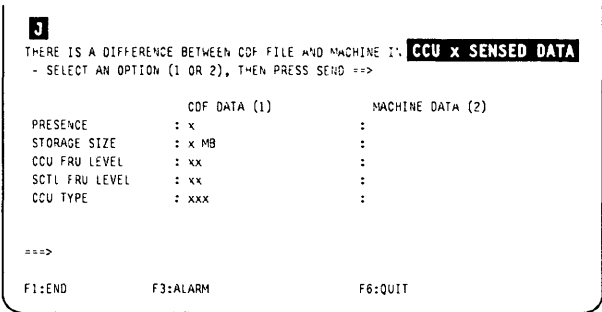 J
THERE IS A DIFFERENCE BETWEEN CDF FILE AND MACHINE IN CCU x SENSED DATA
- SELECT AN OPTION (1 OR 2), THEN PRESS SEND ==>
CDF DATA (1) MACHINE DATA (2)
PRESENCE : x :
STORAGE SIZE : x MB :
CCU FRU LEVEL : xx :
SCTL FRU LEVEL : xx :
CCU TYPE : xxx :
===>
F1:END F3:ALARM F6:QUIT